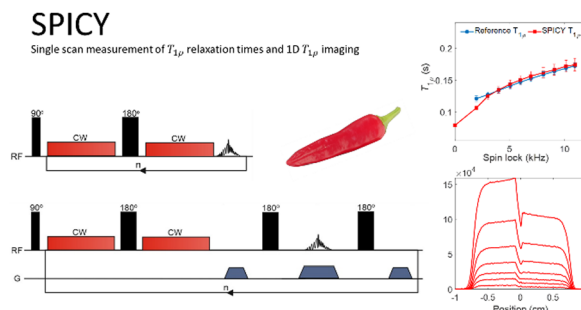 SPICY
Single scan measurement of T₁ρ relaxation times and 1D T₁ρ imaging
Reference T₁ρ
SPICY T₁ρ
T₁ρ (s)
0.2
0.15
0.1
0
5
10
Spin lock (kHz)
90°
180°
CW
CW
RF
n
90°
180°
180°
180°
CW
CW
RF
G
n
×10⁴
15
10
5
0
-1
-0.5
0
0.5
Position (cm)